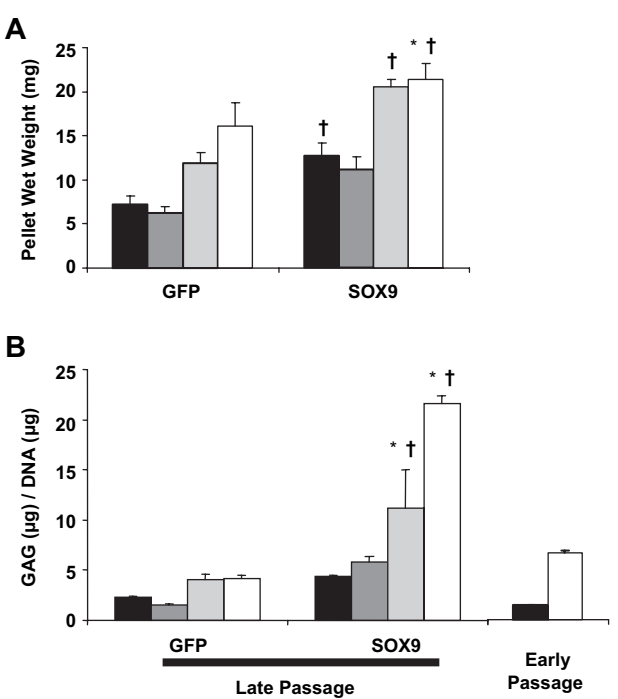 A
Pellet Wet Weight (mg)
25
* †
†
20
15
†
10
5
0
GFP
SOX9
B
GAG (µg) / DNA (µg)
25
* †
20
* †
15
10
5
0
GFP
SOX9
Late Passage
Early
Passage